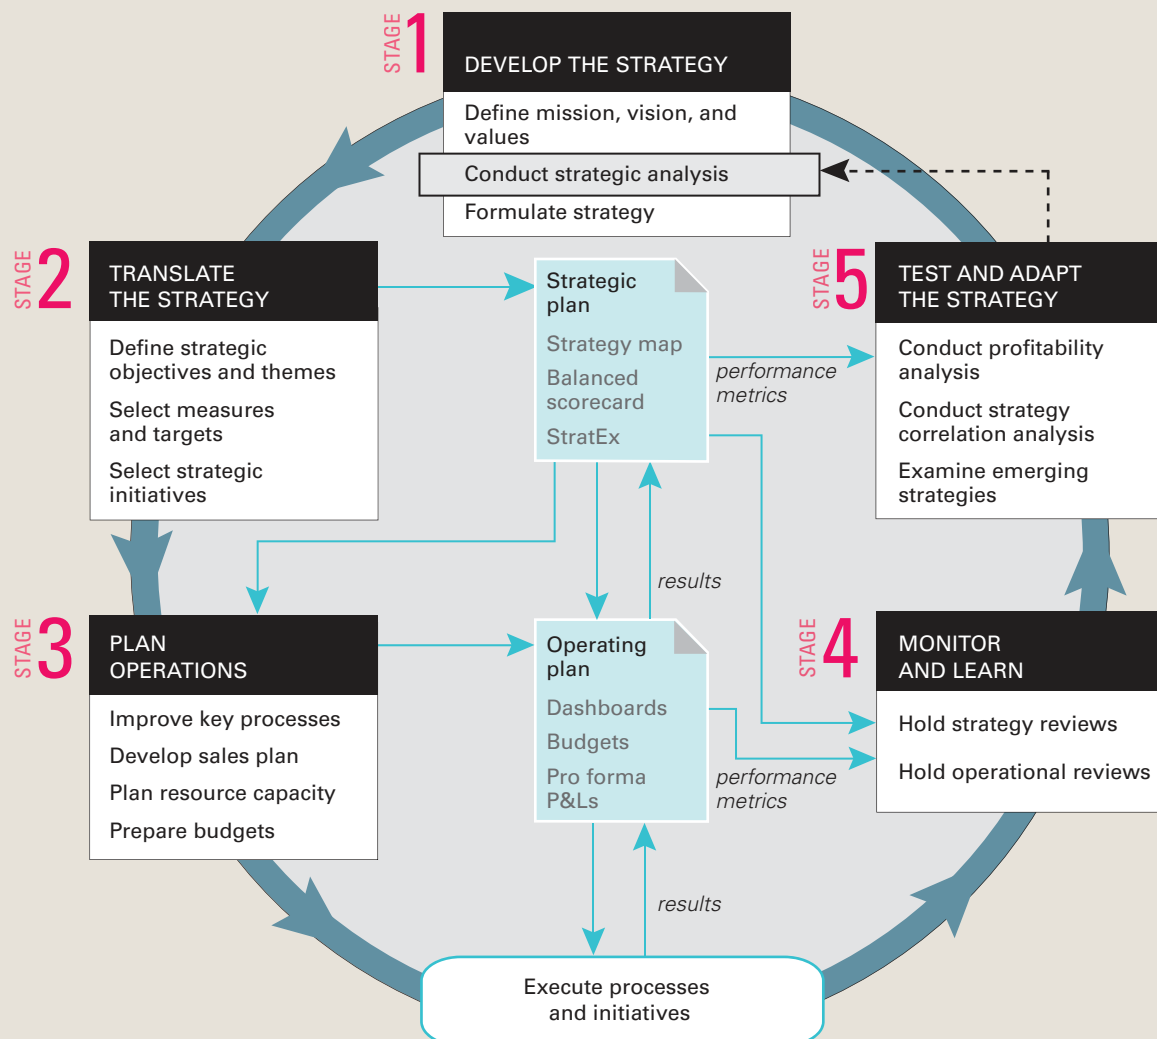 STAGE 1
DEVELOP THE STRATEGY
Define mission, vision, and
values
Conduct strategic analysis
Formulate strategy
STAGE 2
TRANSLATE
THE STRATEGY
Define strategic
objectives and themes
Select measures
and targets
Select strategic
initiatives
Strategic
plan
Strategy map
Balanced
scorecard
StratEx
performance
metrics
STAGE 5
TEST AND ADAPT
THE STRATEGY
Conduct profitability
analysis
Conduct strategy
correlation analysis
Examine emerging
strategies
results
STAGE 3
PLAN
OPERATIONS
Improve key processes
Develop sales plan
Plan resource capacity
Prepare budgets
Operating
plan
Dashboards
Budgets
Pro forma
P&Ls
performance
metrics
STAGE 4
MONITOR
AND LEARN
Hold strategy reviews
Hold operational reviews
results
Execute processes
and initiatives